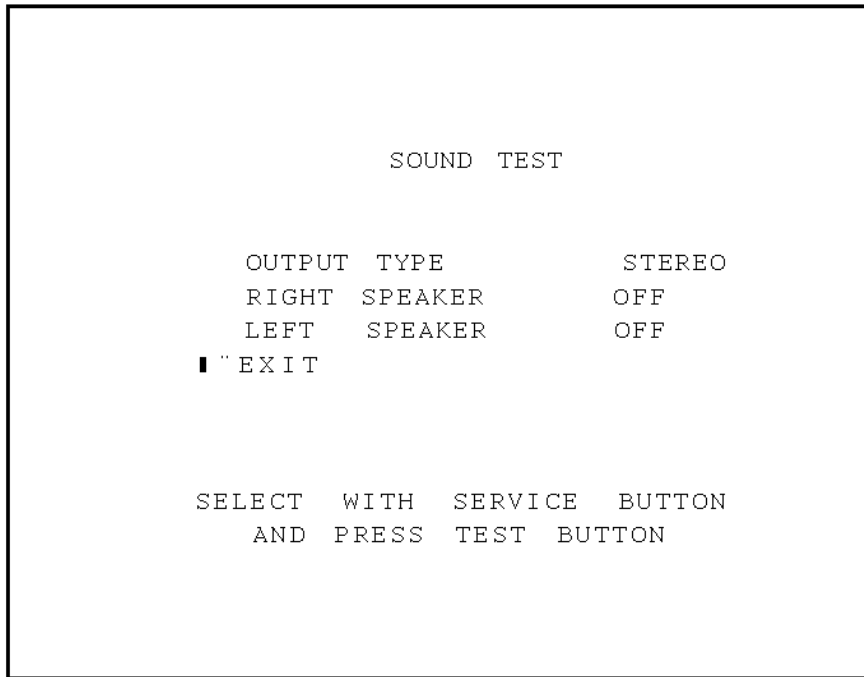 SOUND TEST
OUTPUT TYPE STEREO
RIGHT SPEAKER OFF
LEFT SPEAKER OFF
▮¨EXIT
SELECT WITH SERVICE BUTTON
AND PRESS TEST BUTTON